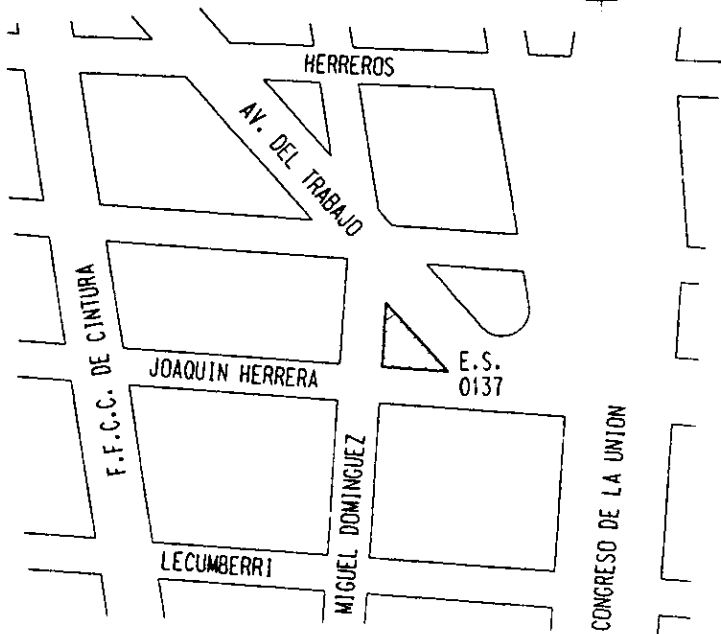 HERREROS
AV. DEL TRABAJO
F.F.C.C. DE CINTURA
JOAQUIN HERRERA
E.S.
0137
MIGUEL DOMINGUEZ
CONGRESO DE LA UNION
LECUMBERRI